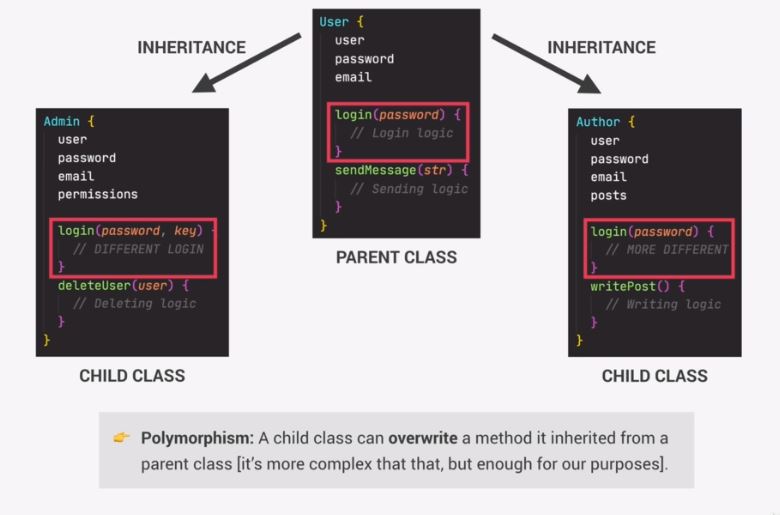 INHERITANCE
INHERITANCE
User {
user
password
email
login(password) {
// Login logic
}
sendMessage(str) {
// Sending logic
}
}
PARENT CLASS
Admin {
user
password
email
permissions
login(password, key) {
// DIFFERENT LOGIN
}
deleteUser(user) {
// Deleting logic
}
}
CHILD CLASS
Author {
user
password
email
posts
login(password) {
// MORE DIFFERENT
}
writePost() {
// Writing logic
}
}
CHILD CLASS
👉 Polymorphism: A child class can overwrite a method it inherited from a
parent class [it’s more complex that that, but enough for our purposes].